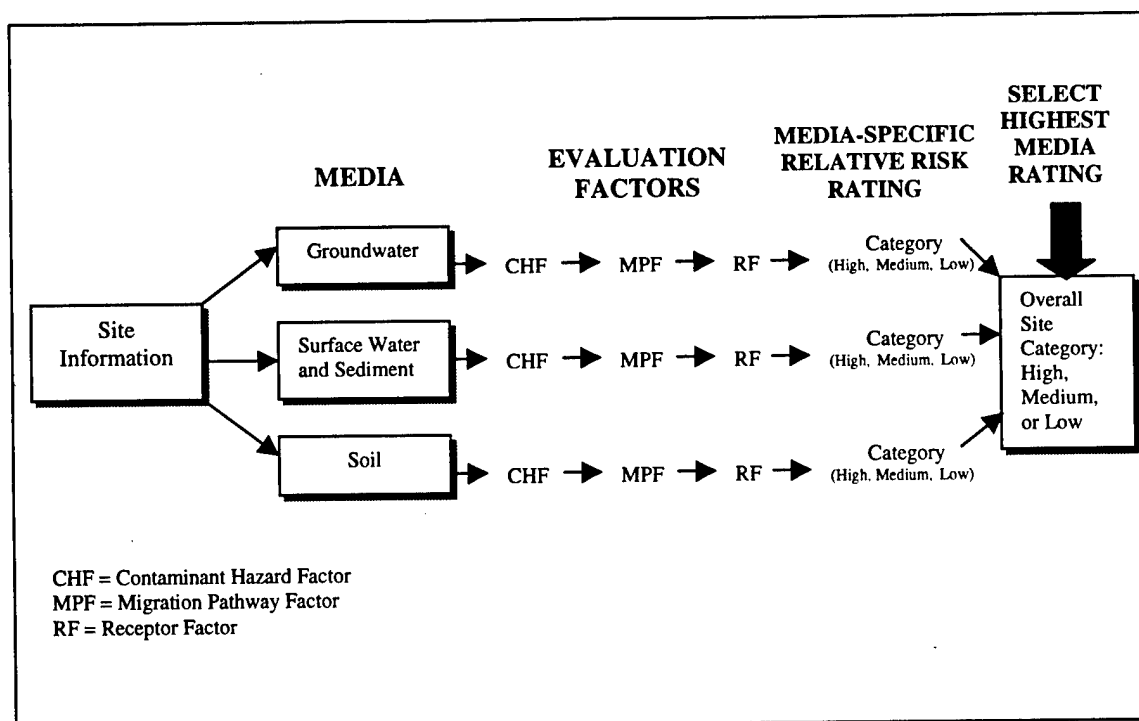 SELECT
HIGHEST
MEDIA
RATING
MEDIA-SPECIFIC
RELATIVE RISK
RATING
EVALUATION
FACTORS
MEDIA
Groundwater
CHF
MPF
RF
Category
(High, Medium, Low)
Site
Information
Surface Water
and Sediment
CHF
MPF
RF
Category
(High, Medium, Low)
Overall
Site
Category:
High,
Medium,
or Low
Soil
CHF
MPF
RF
Category
(High, Medium, Low)
CHF = Contaminant Hazard Factor
MPF = Migration Pathway Factor
RF = Receptor Factor